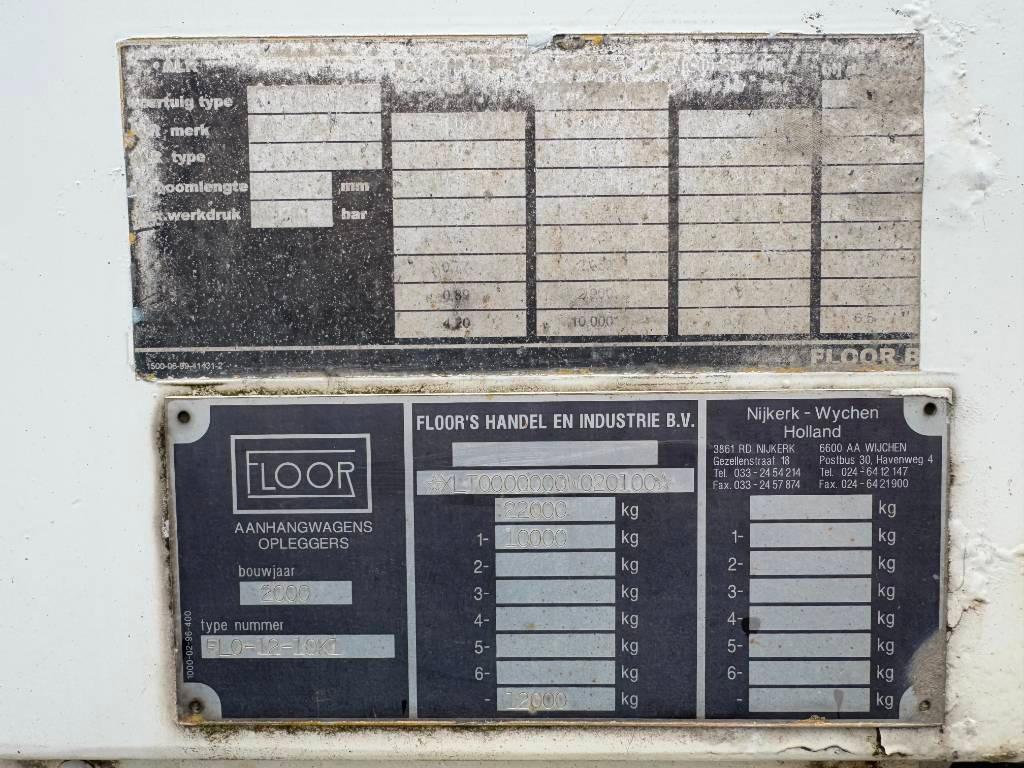 type
merk
type
mm
werkdruk bar
0.89
4.20 10.000 6.5
1500-06-89-11431-2
FLOOR B
FLOOR
AANHANGWAGENS
OPLEGGERS
bouwjaar
2000
type nummer
FLO-12-10K1
1000-02-96-400
FLOOR'S HANDEL EN INDUSTRIE B.V.
*XLT0000000W020100*
22000 kg
1- 10000 kg
2- kg
3- kg
4- kg
5- kg
6- kg
- 12000 kg
Nijkerk - Wychen
Holland
3861 RD NIJKERK 6600 AA WIJCHEN
Gezellenstraat 18 Postbus 30, Havenweg 4
Tel. 033-2454214 Tel. 024-6412147
Fax. 033-2457874 Fax. 024-6421900
kg
1- kg
2- kg
3- kg
4- kg
5- kg
6- kg
- kg